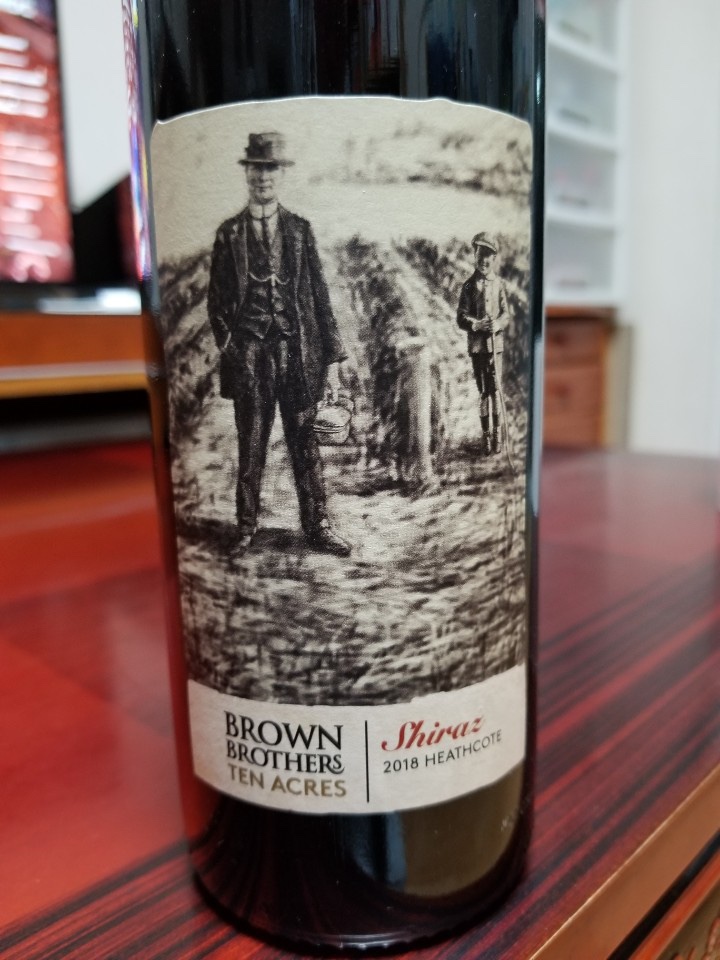 BROWN
BROTHERS
TEN ACRES
Shiraz
2018 HEATHCOTE